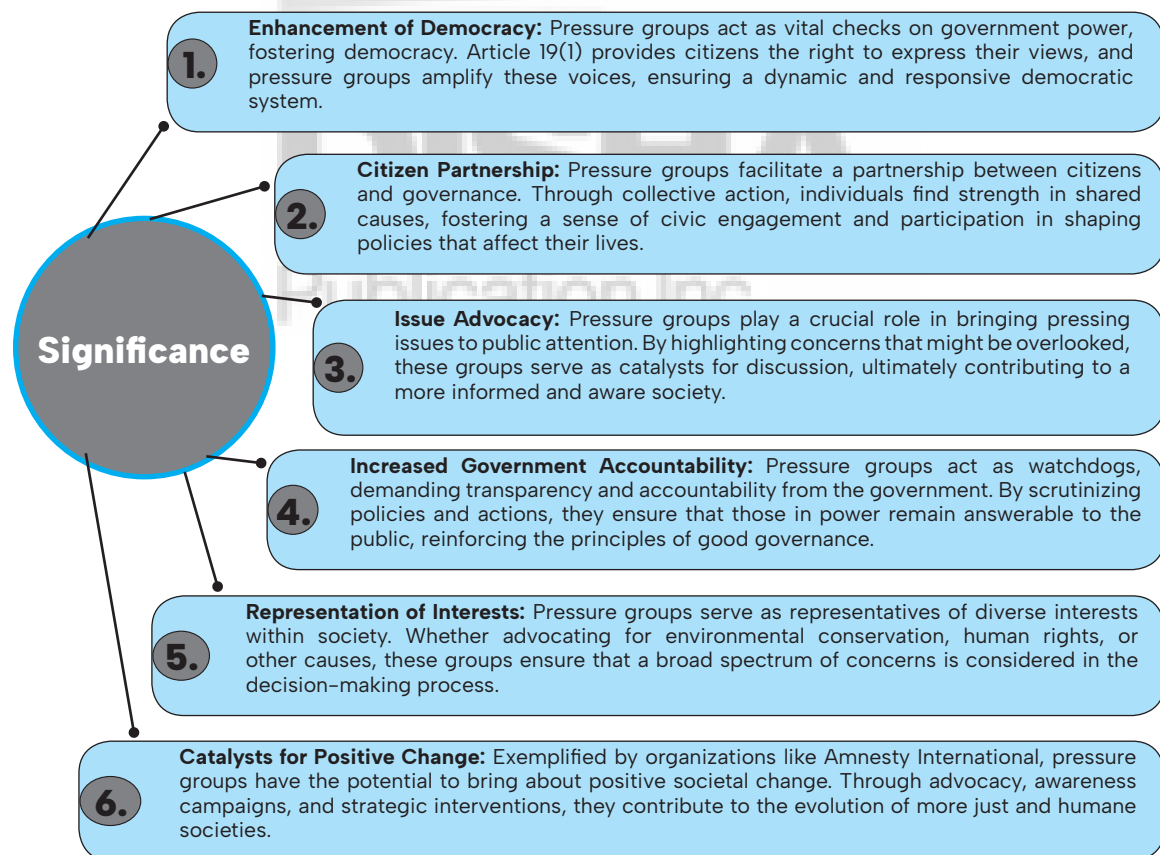 1.
Enhancement of Democracy: Pressure groups act as vital checks on government power,
fostering democracy. Article 19(1) provides citizens the right to express their views, and
pressure groups amplify these voices, ensuring a dynamic and responsive democratic
system.
2.
Citizen Partnership: Pressure groups facilitate a partnership between citizens
and governance. Through collective action, individuals find strength in shared
causes, fostering a sense of civic engagement and participation in shaping
policies that affect their lives.
Publication Inc
Significance
3.
Issue Advocacy: Pressure groups play a crucial role in bringing pressing
issues to public attention. By highlighting concerns that might be overlooked,
these groups serve as catalysts for discussion, ultimately contributing to a
more informed and aware society.
4.
Increased Government Accountability: Pressure groups act as watchdogs,
demanding transparency and accountability from the government. By scrutinizing
policies and actions, they ensure that those in power remain answerable to the
public, reinforcing the principles of good governance.
5.
Representation of Interests: Pressure groups serve as representatives of diverse interests
within society. Whether advocating for environmental conservation, human rights, or
other causes, these groups ensure that a broad spectrum of concerns is considered in the
decision-making process.
6.
Catalysts for Positive Change: Exemplified by organizations like Amnesty International, pressure
groups have the potential to bring about positive societal change. Through advocacy, awareness
campaigns, and strategic interventions, they contribute to the evolution of more just and humane
societies.